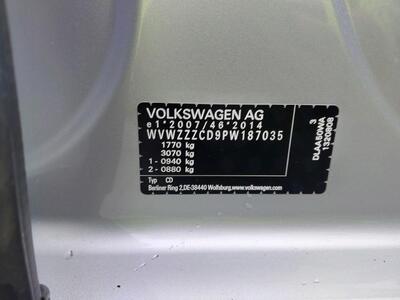 VOLKSWAGEN AG
e1*2007/46*2014
WVWZZZCD9PW187035
1770 kg
3070 kg
1 - 0940 kg
2 - 0880 kg
Typ CD
Berliner Ring 2,DE-38440 Wolfsburg,www.volkswagen.com
3
DLAA50WA
1320808